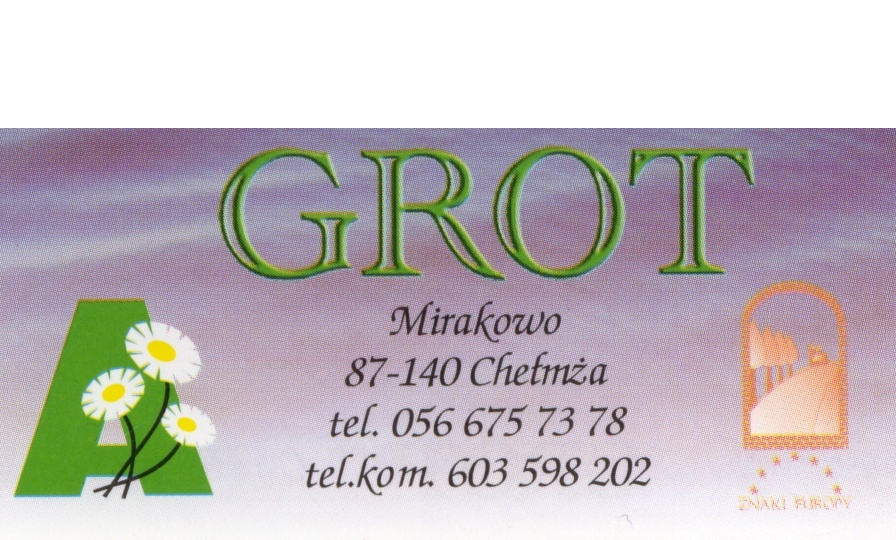 GROT
Mirakowo
87-140 Chełmża
tel. 056 675 73 78
tel.kom. 603 598 202
A
ZNAKI EUROPY